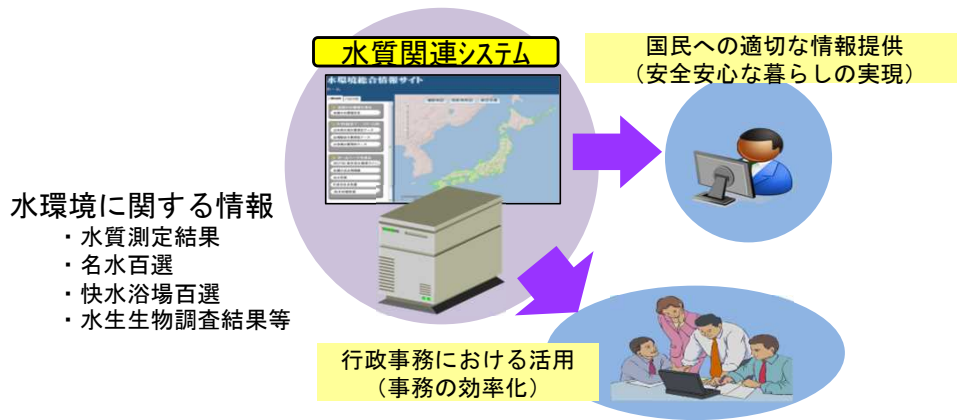 水質関連システム
水環境総合情報サイト
ホーム
国民への適切な情報提供
(安全安心な暮らしの実現)
水環境に関する情報
・水質測定結果
・名水百選
・快水浴場百選
・水生生物調査結果等
行政事務における活用
(事務の効率化)